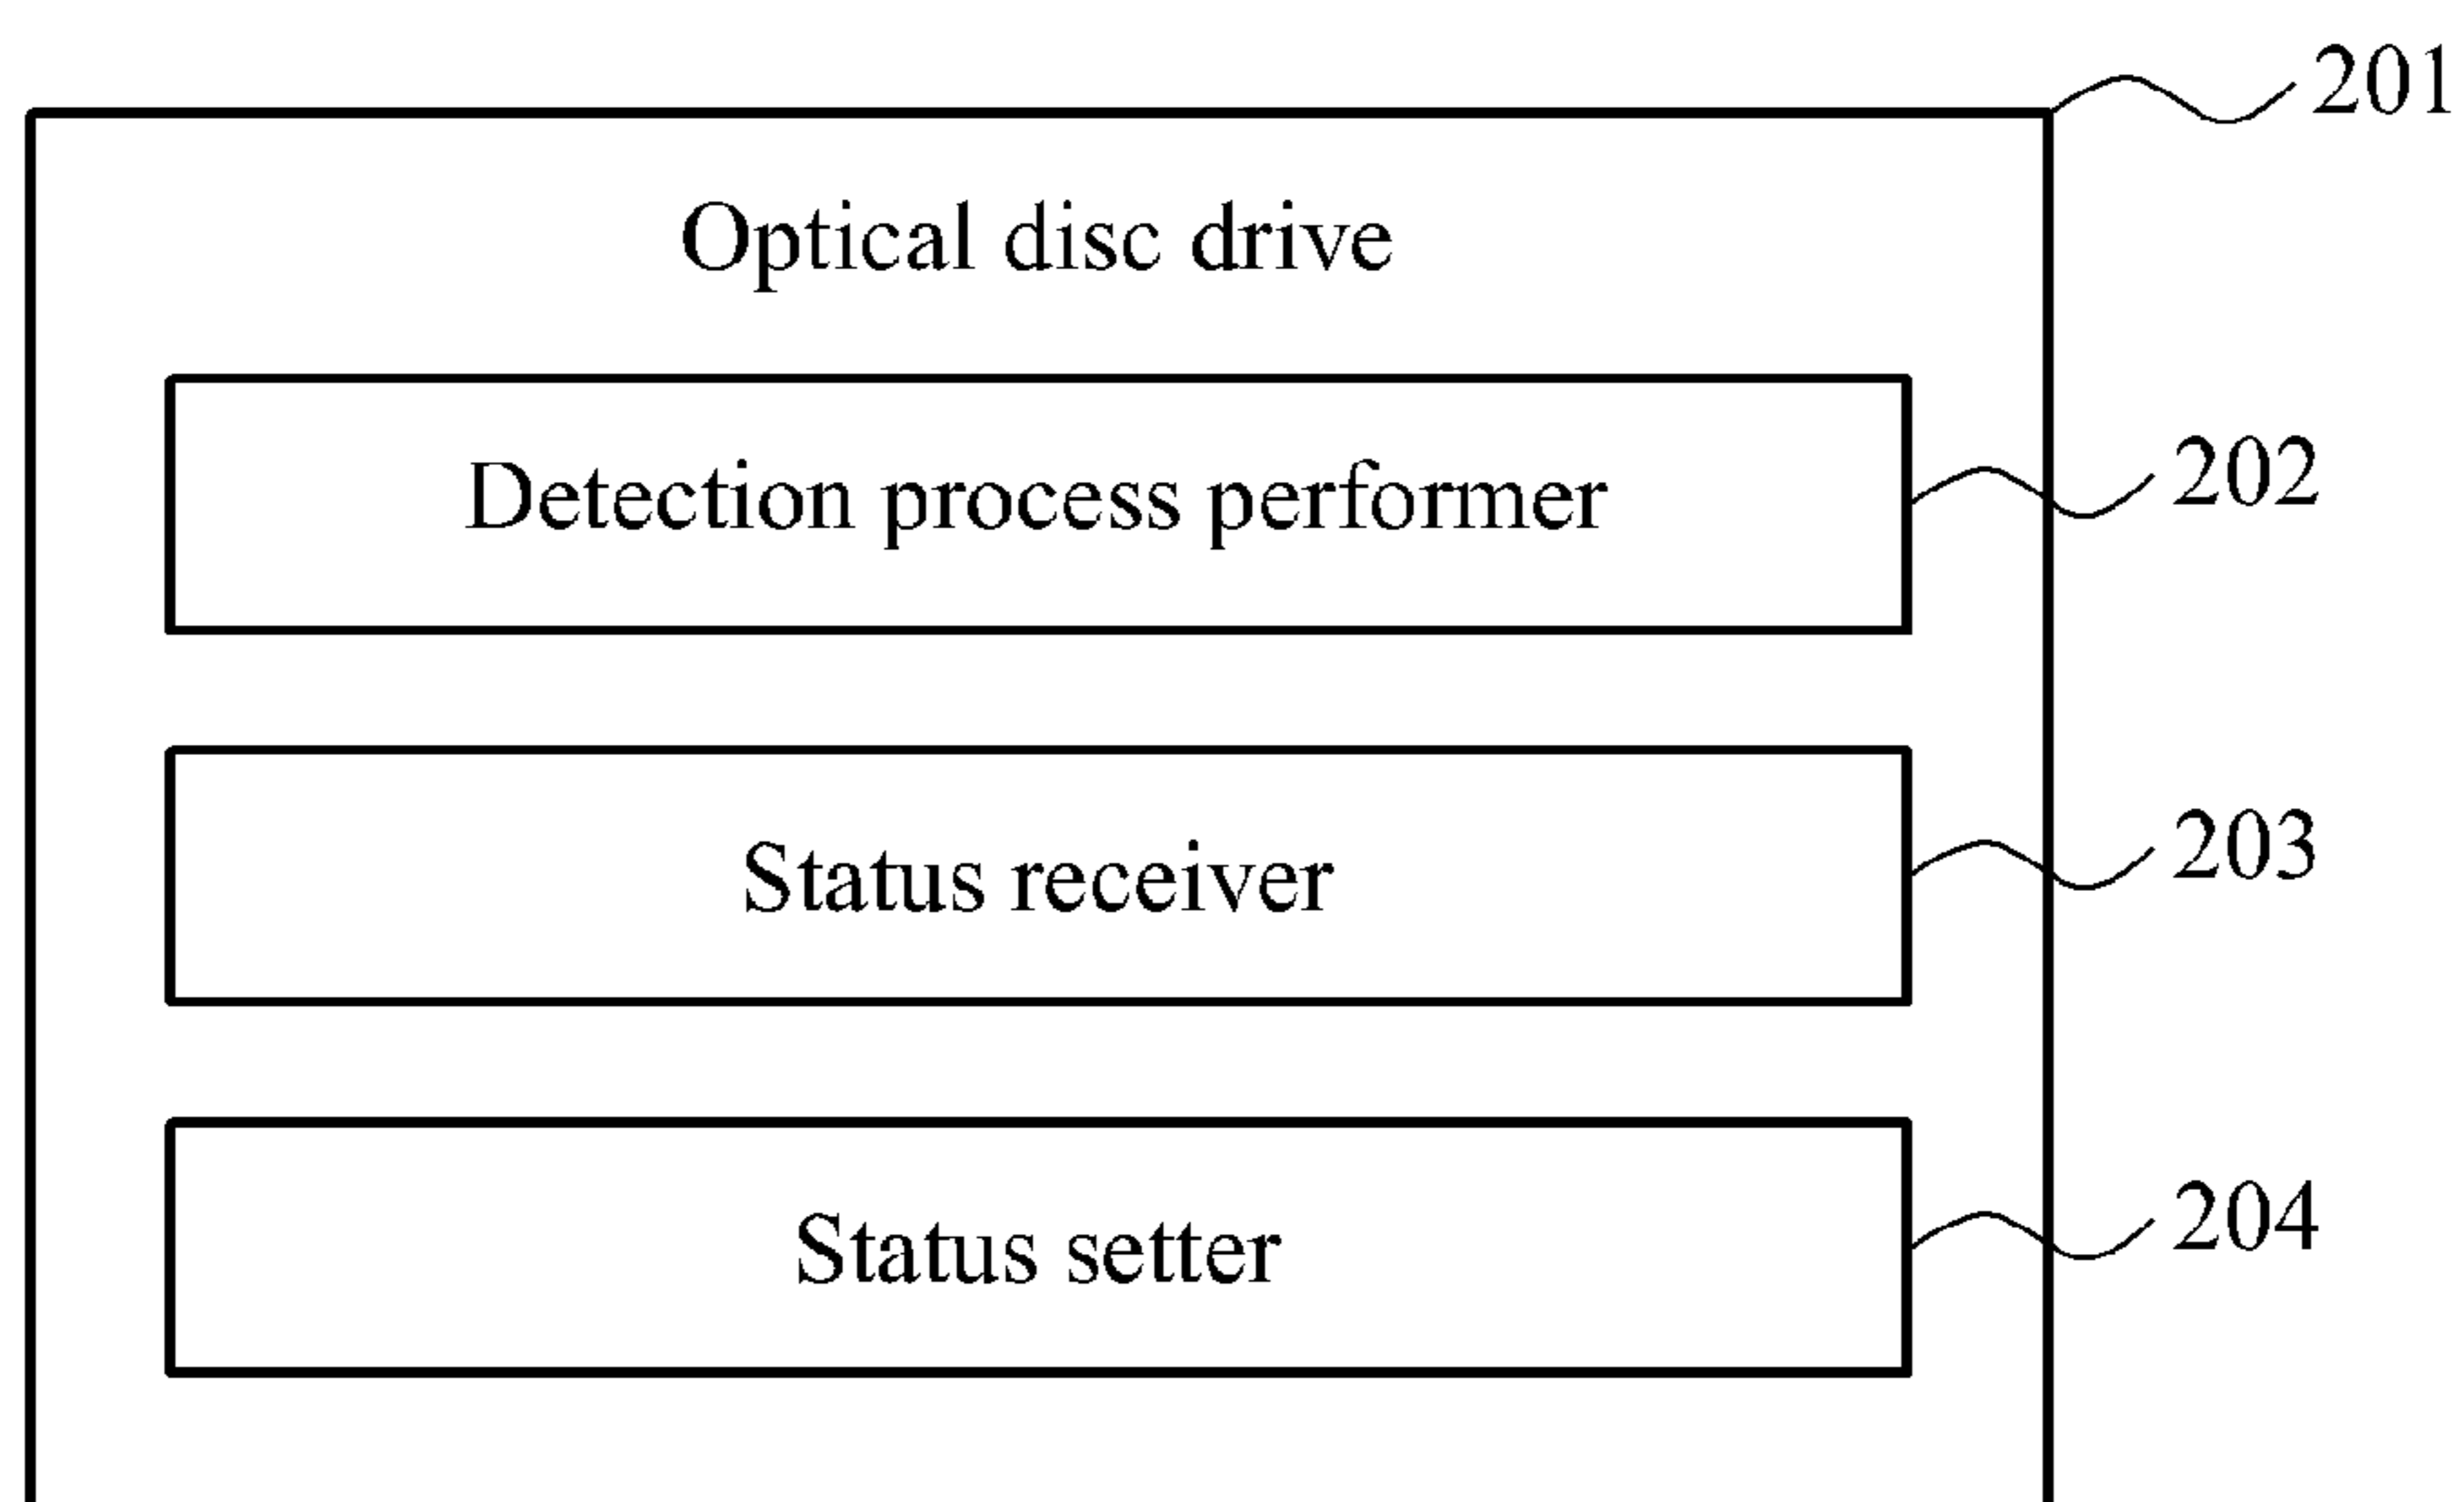 201
Optical disc drive
Detection process performer
202
Status receiver
203
Status setter
204